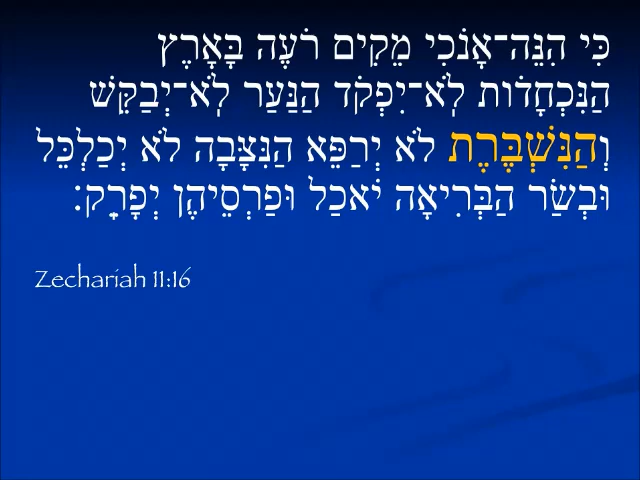 כִּי הִנֵּה־אָנֹכִי מֵקִים רֹעֶה בָּאָרֶץ
הַנִּכְחָדוֹת לֹא־יִפְקֹד הַנַּעַר לֹא־יְבַקֵּשׁ
וְהַנִּשְׁבֶּרֶת לֹא יְרַפֵּא הַנִּצָּבָה לֹא יְכַלְכֵּל
וּבְשַׂר הַבְּרִיאָה יֹאכַל וּפַרְסֵיהֶן יְפָרֵק׃
Zechariah 11:16